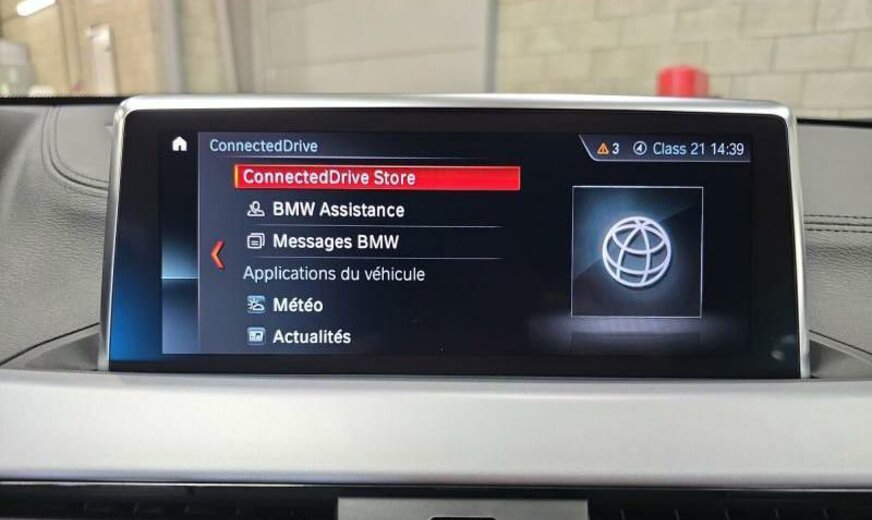 ConnectedDrive
3 Class 21 14:39
ConnectedDrive Store
BMW Assistance
Messages BMW
Applications du véhicule
Météo
Actualités